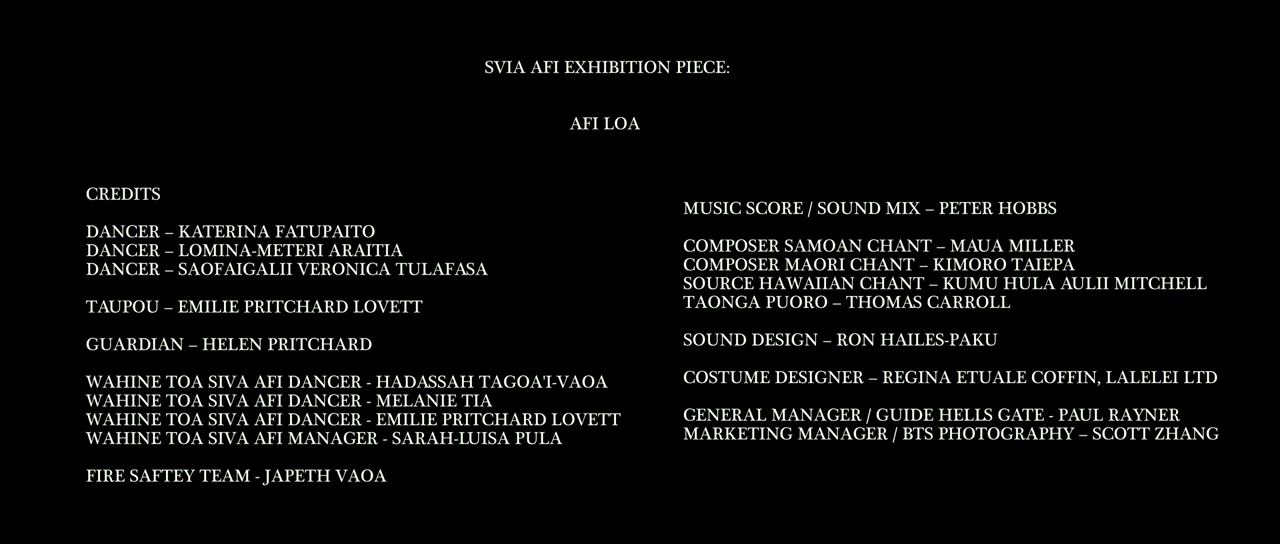 SVIA AFI EXHIBITION PIECE:
AFI LOA
CREDITS
DANCER – KATERINA FATUPAITO
DANCER – LOMINA-METERI ARAITIA
DANCER – SAOFAIGALII VERONICA TULAFASA
TAUPOU – EMILIE PRITCHARD LOVETT
GUARDIAN – HELEN PRITCHARD
WAHINE TOA SIVA AFI DANCER - HADASSAH TAGOA'I-VAOA
WAHINE TOA SIVA AFI DANCER - MELANIE TIA
WAHINE TOA SIVA AFI DANCER - EMILIE PRITCHARD LOVETT
WAHINE TOA SIVA AFI MANAGER - SARAH-LUISA PULA
FIRE SAFTEY TEAM - JAPETH VAOA
MUSIC SCORE / SOUND MIX – PETER HOBBS
COMPOSER SAMOAN CHANT – MAUA MILLER
COMPOSER MAORI CHANT – KIMORO TAIEPA
SOURCE HAWAIIAN CHANT – KUMU HULA AULII MITCHELL
TAONGA PUORO – THOMAS CARROLL
SOUND DESIGN – RON HAILES-PAKU
COSTUME DESIGNER – REGINA ETUALE COFFIN, LALELEI LTD
GENERAL MANAGER / GUIDE HELLS GATE - PAUL RAYNER
MARKETING MANAGER / BTS PHOTOGRAPHY – SCOTT ZHANG